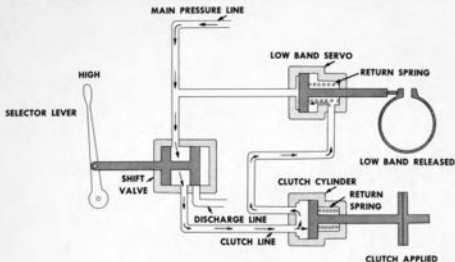 MAIN PRESSURE LINE
LOW BAND SERVO
RETURN SPRING
HIGH
SELECTOR LEVER
LOW BAND RELEASED
SHIFT
VALVE
CLUTCH CYLINDER
RETURN
SPRING
DISCHARGE LINE
CLUTCH LINE
CLUTCH APPLIED